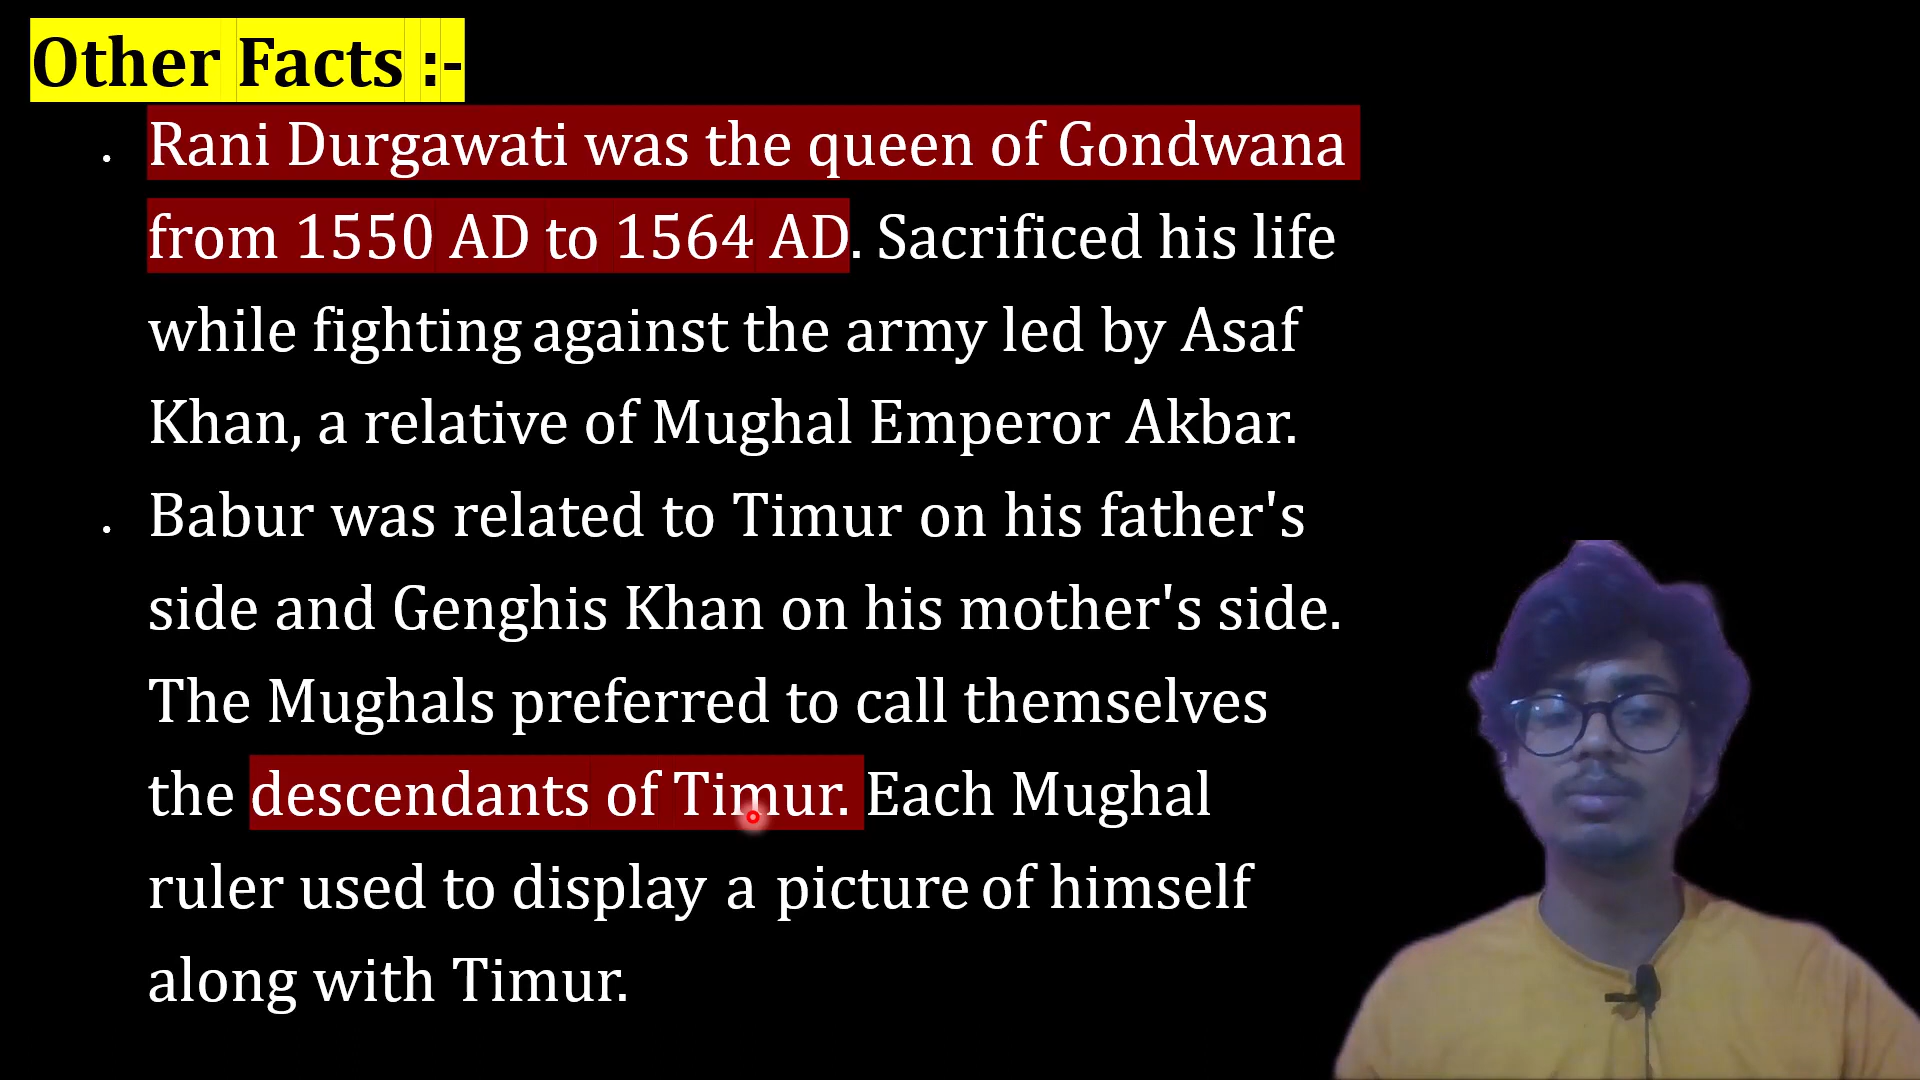 Other Facts :-
• Rani Durgawati was the queen of Gondwana
from 1550 AD to 1564 AD. Sacrificed his life
while fighting against the army led by Asaf
Khan, a relative of Mughal Emperor Akbar.
• Babur was related to Timur on his father's
side and Genghis Khan on his mother's side.
The Mughals preferred to call themselves
the descendants of Timur. Each Mughal
ruler used to display a picture of himself
along with Timur.